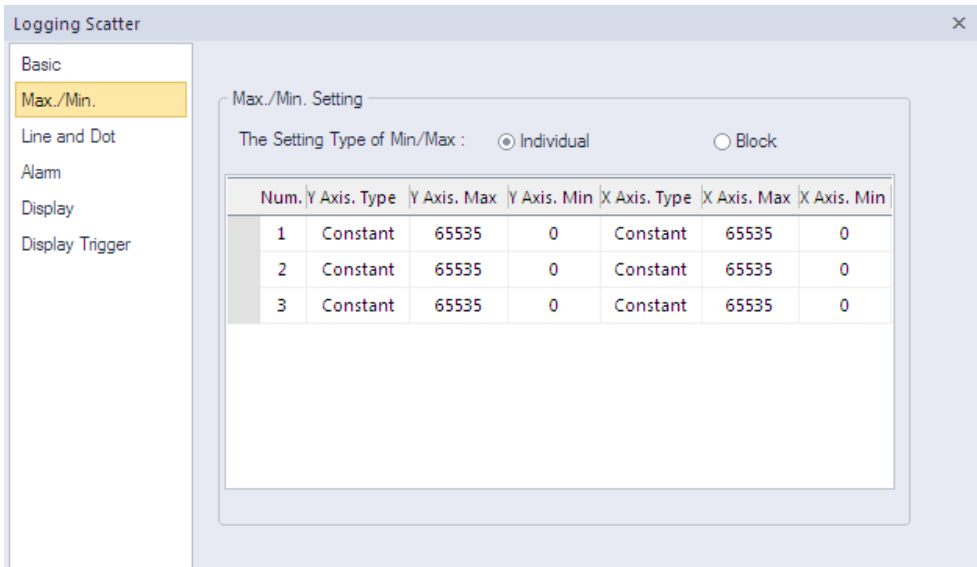 Logging Scatter
Basic
Max./Min.
Line and Dot
Alarm
Display
Display Trigger
Max./Min. Setting
The Setting Type of Min/Max : Individual Block
Num. Y Axis. Type Y Axis. Max Y Axis. Min X Axis. Type X Axis. Max X Axis. Min
1 Constant 65535 0 Constant 65535 0
2 Constant 65535 0 Constant 65535 0
3 Constant 65535 0 Constant 65535 0